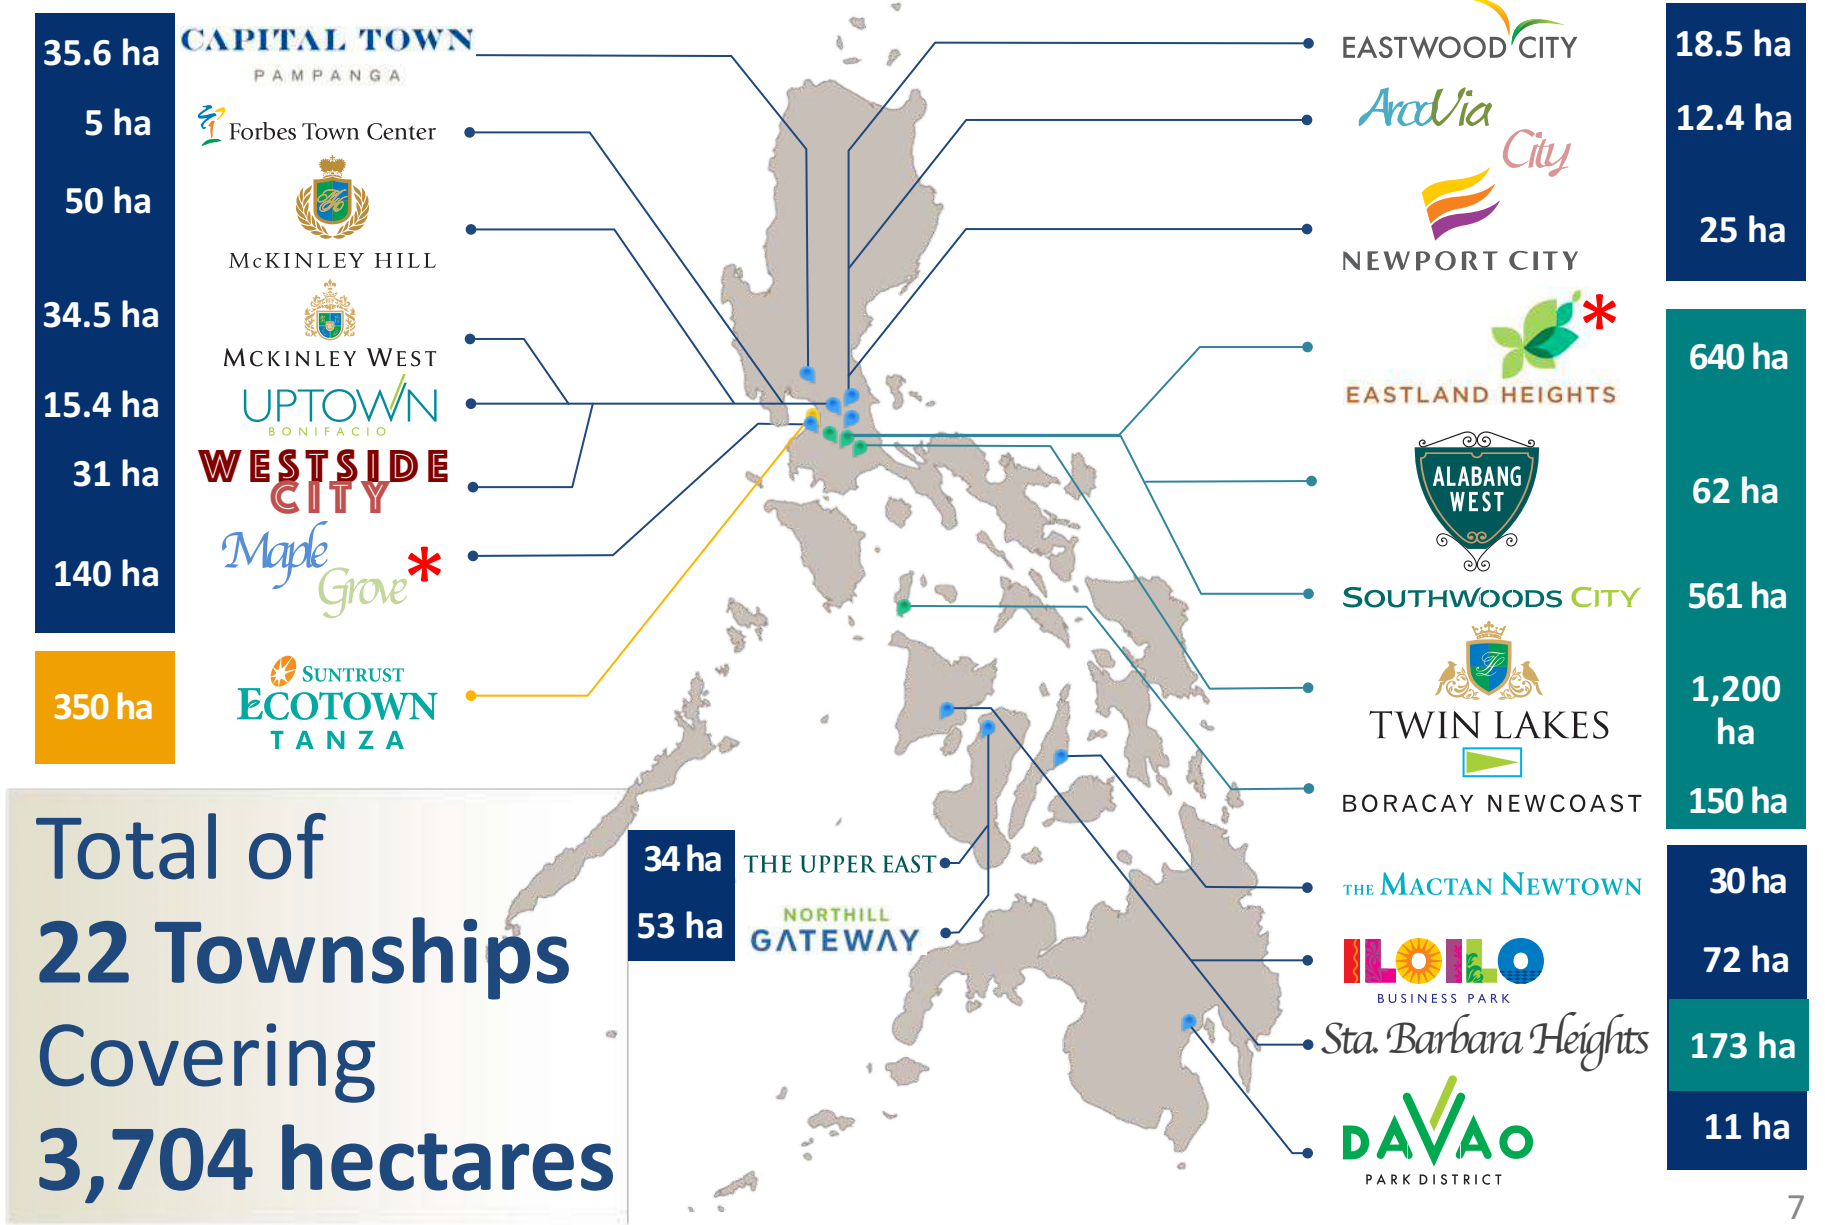 35.6 ha
CAPITAL TOWN
PAMPANGA
5 ha
Forbes Town Center
50 ha
McKINLEY HILL
34.5 ha
MCKINLEY WEST
15.4 ha
UPTOWN
BONIFACIO
31 ha
WESTSIDE
CITY
140 ha
Maple
Grove *
350 ha
SUNTRUST
ECOTOWN
TANZA
Total of
22 Townships
Covering
3,704 hectares
34 ha
THE UPPER EAST
53 ha
NORTHILL
GATEWAY
EASTWOOD CITY
18.5 ha
ArcoVia
City
12.4 ha
NEWPORT CITY
25 ha
*
EASTLAND HEIGHTS
640 ha
ALABANG
WEST
62 ha
SOUTHWOODS CITY
561 ha
TWIN LAKES
1,200
ha
BORACAY NEWCOAST
150 ha
THE MACTAN NEWTOWN
30 ha
ILOILO
BUSINESS PARK
72 ha
Sta. Barbara Heights
173 ha
DAVAO
PARK DISTRICT
11 ha
7